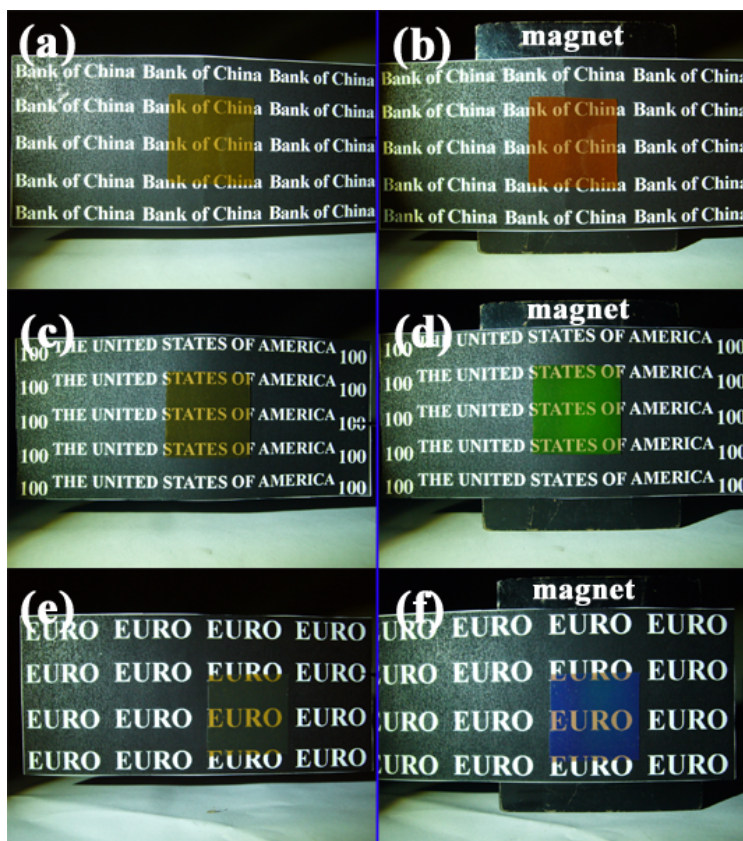 (a)
Bank of China Bank of China Bank of China
Bank of China Bank of China Bank of China
Bank of China Bank of China Bank of China
Bank of China Bank of China Bank of China
Bank of China Bank of China Bank of China
(b)
magnet
Bank of China Bank of China Bank of China
Bank of China Bank of China Bank of China
Bank of China Bank of China Bank of China
Bank of China Bank of China Bank of China
Bank of China Bank of China Bank of China
(c)
100 THE UNITED STATES OF AMERICA 100
100 THE UNITED STATES OF AMERICA 100
100 THE UNITED STATES OF AMERICA 100
100 THE UNITED STATES OF AMERICA 100
100 THE UNITED STATES OF AMERICA 100
(d)
magnet
100 THE UNITED STATES OF AMERICA 100
100 THE UNITED STATES OF AMERICA 100
100 THE UNITED STATES OF AMERICA 100
100 THE UNITED STATES OF AMERICA 100
100 THE UNITED STATES OF AMERICA 100
(e)
EURO EURO EURO EURO
EURO EURO EURO EURO
EURO EURO EURO EURO
EURO EURO EURO EURO
(f)
magnet
URO EURO EURO EURO
URO EURO EURO EURO
URO EURO EURO EURO
URO EURO EURO EURO